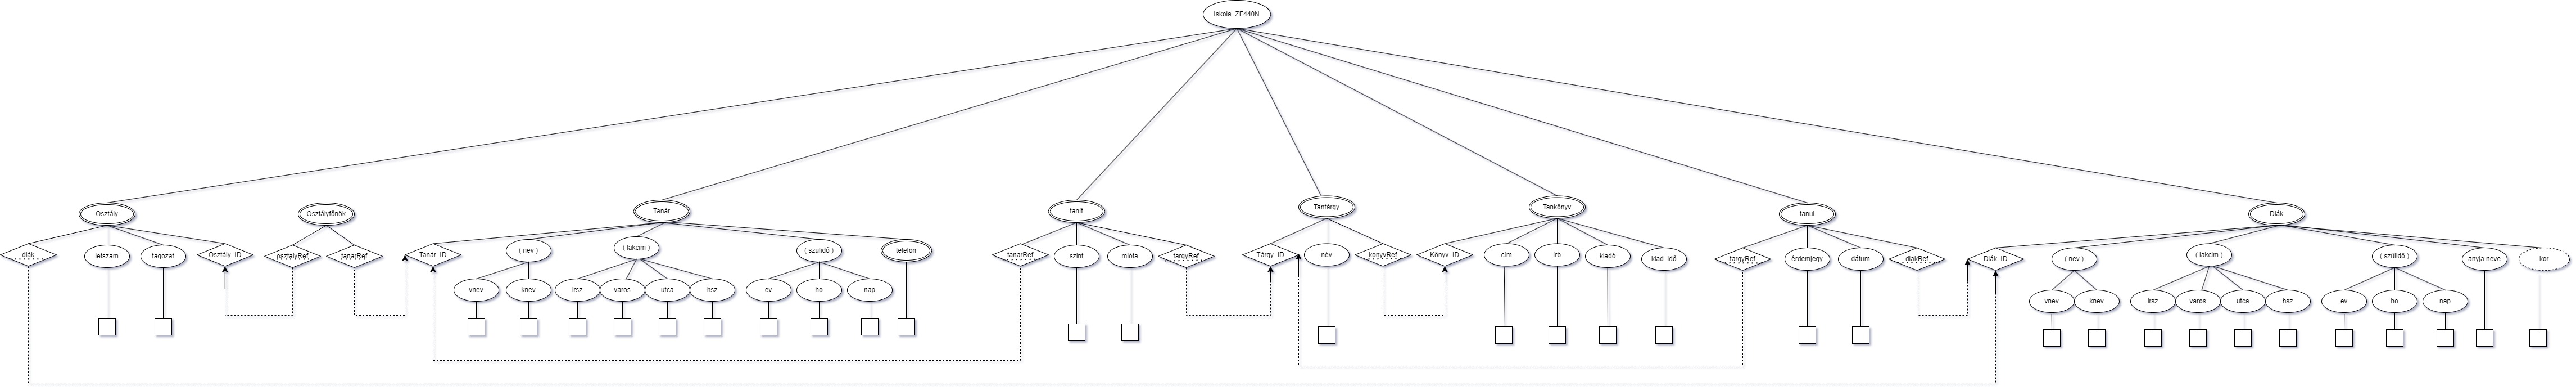 Iskola_ZF440N
Osztály
Osztályfőnök
Tanár
tanít
Tantárgy
Tankönyv
tanul
Diák
diák
letszam
tagozat
Osztály_ID
osztalyRef
tanarRef
Tanár_ID
( nev )
( lakcim )
( szülidő )
telefon
tanarRef
szint
mióta
targyRef
Tárgy_ID
név
konyvRef
Könyv_ID
cím
író
kiadó
kiad. idő
targyRef
érdemjegy
dátum
diakRef
Diák_ID
( nev )
( lakcim )
( szülidő )
anyja neve
kor
vnev
knev
irsz
varos
utca
hsz
ev
ho
nap
vnev
knev
irsz
varos
utca
hsz
ev
ho
nap